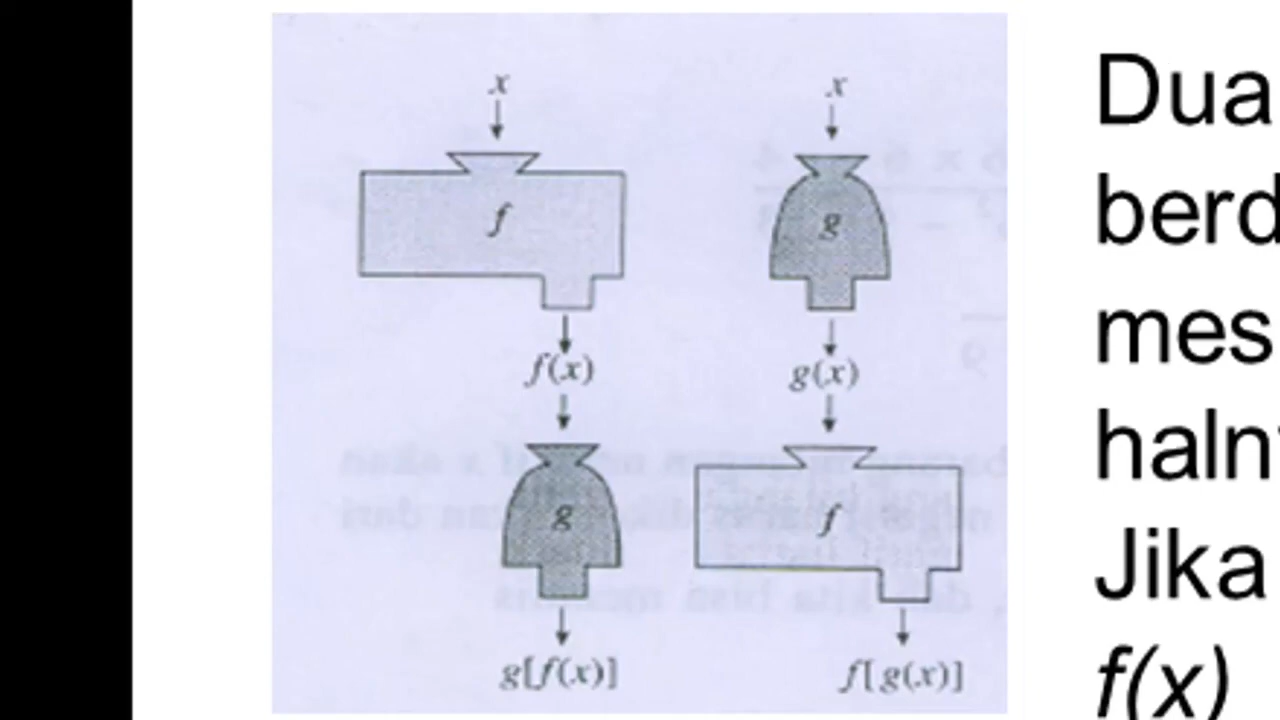 x
x
f
g
f(x)
g(x)
g
f
g[f(x)]
f[g(x)]
Dua
berd
mes
haln
Jika
f(x)